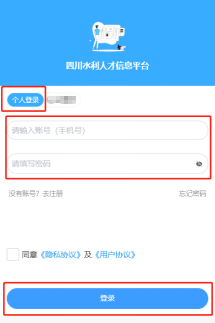 四川水利人才信息平台
个人登录
请输入账号（手机号）
请填写密码
没有账号？去注册 忘记密码
同意《隐私协议》及《用户协议》
登录